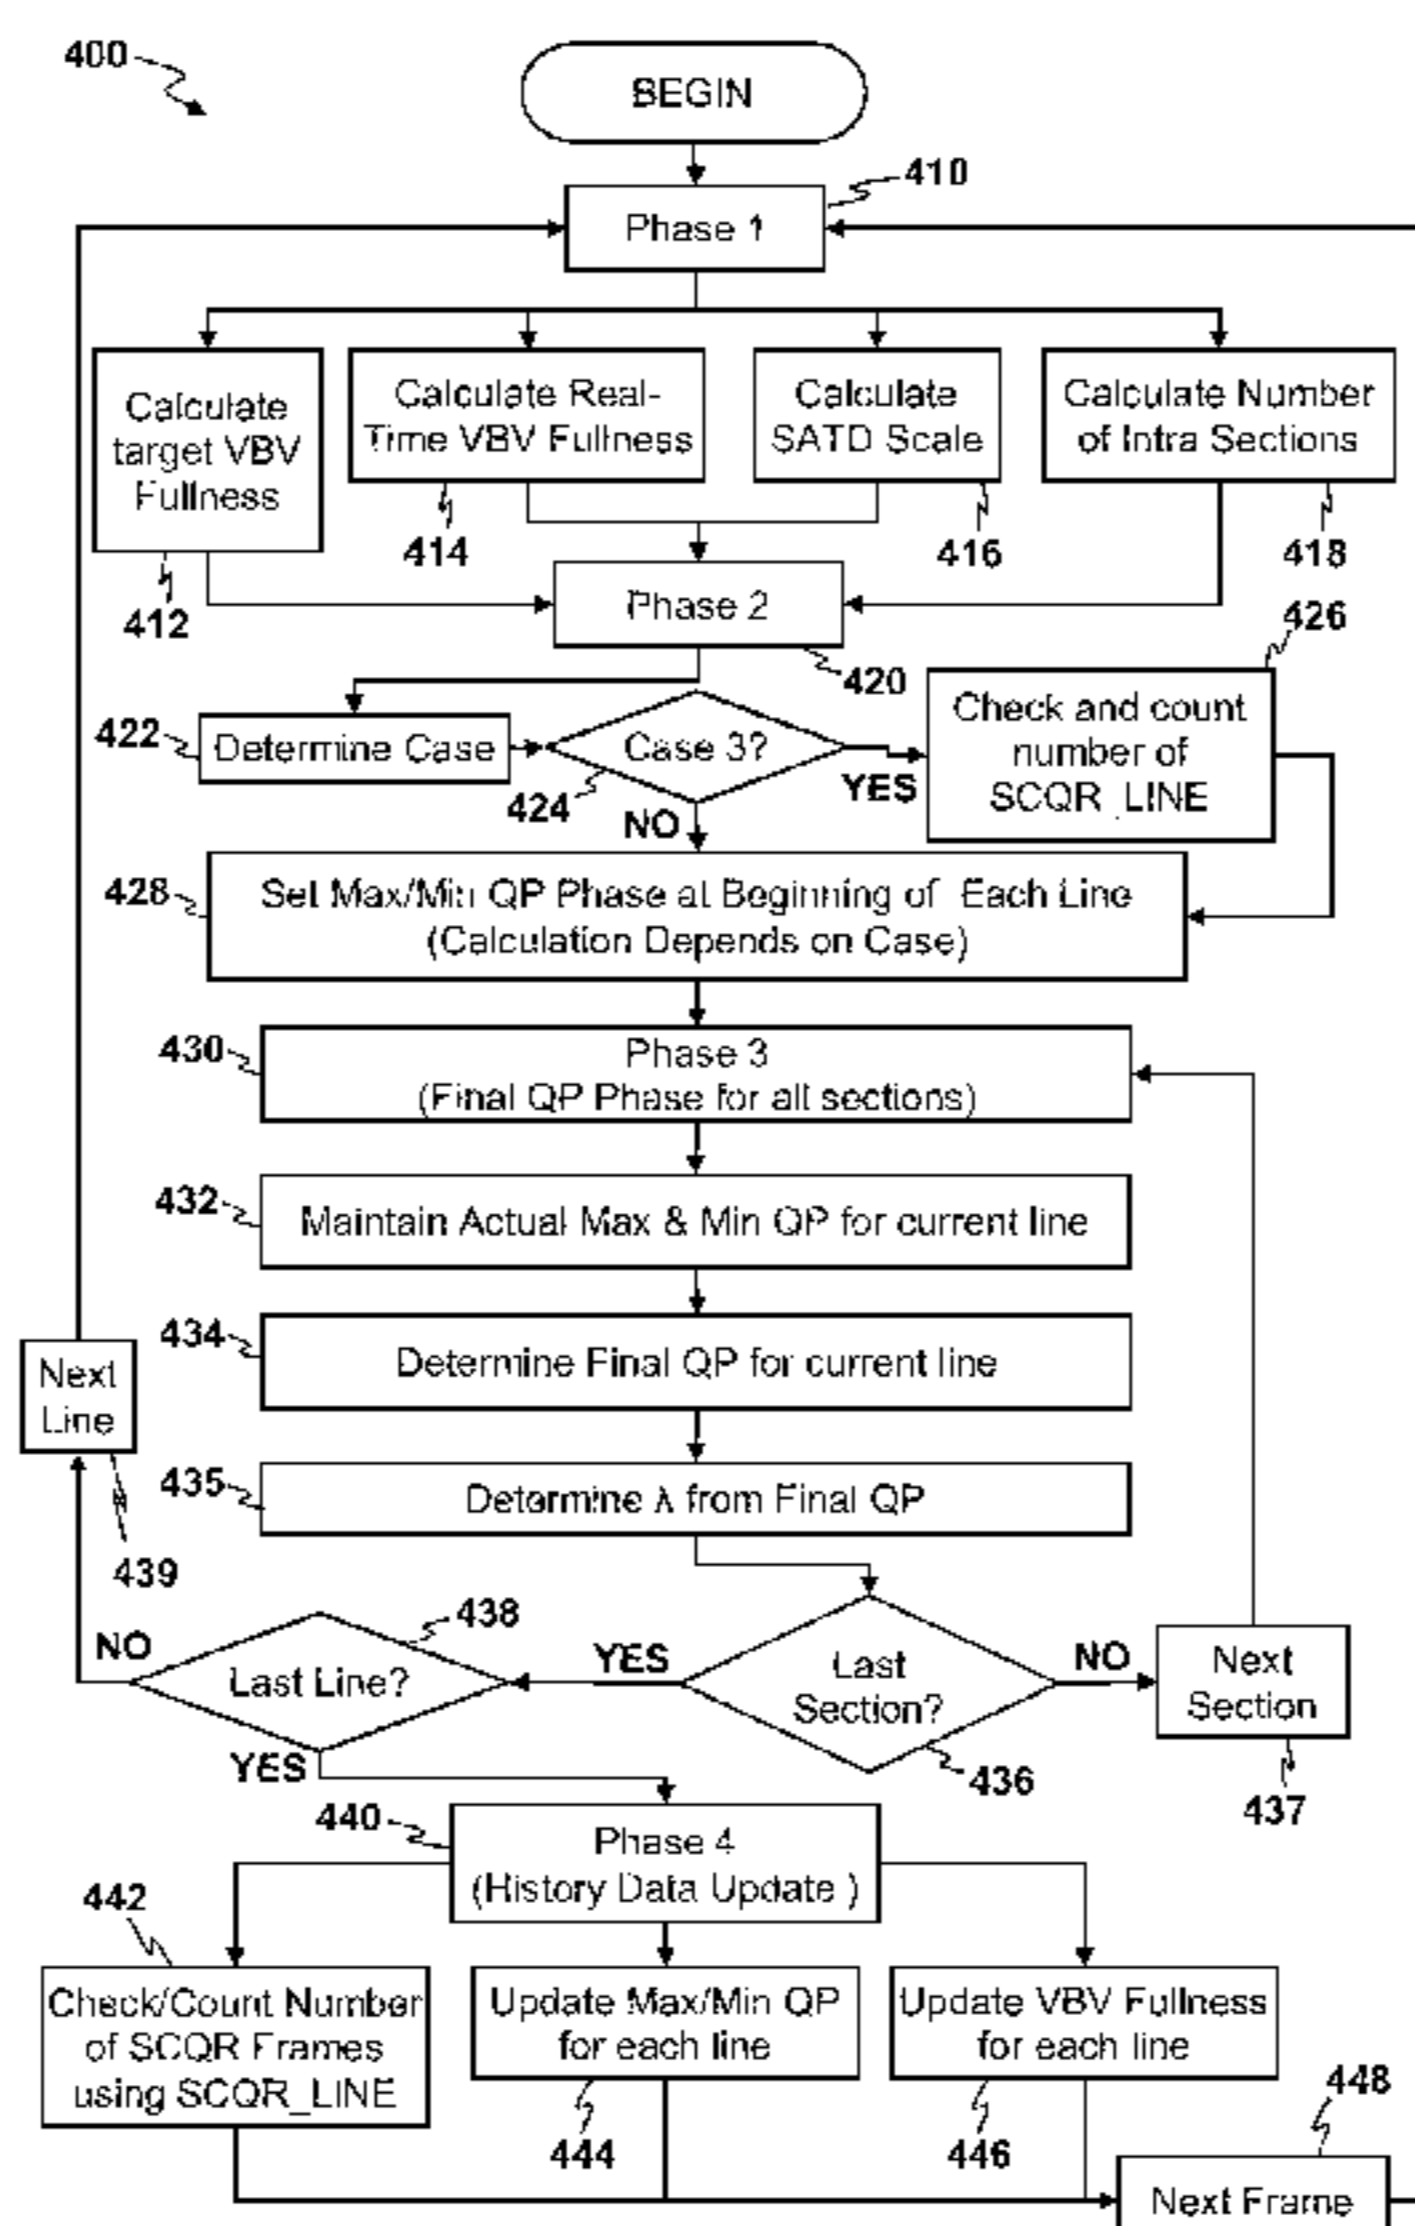 400
BEGIN
410
Phase 1
Calculate
target VBV
Fullness
412
Calculate Real-
Time VBV Fullness
414
Calculate
SATD Scale
416
Calculate Number
of Intra Sections
418
Phase 2
420
422
Determine Case
Case 3?
424
YES
NO
426
Check and count
number of
SCQR_LINE
428
Set Max/Min QP Phase at Beginning of Each Line
(Calculation Depends on Case)
430
Phase 3
(Final QP Phase for all sections)
432
Maintain Actual Max & Min QP for current line
434
Determine Final QP for current line
435
Determine λ from Final QP
Next
Line
439
NO
438
Last Line?
YES
YES
Last
Section?
436
NO
Next
Section
437
440
Phase 4
(History Data Update )
442
Check/Count Number
of SCQR Frames
using SCQR_LINE
Update Max/Min QP
for each line
444
Update VBV Fullness
for each line
446
448
Next Frame